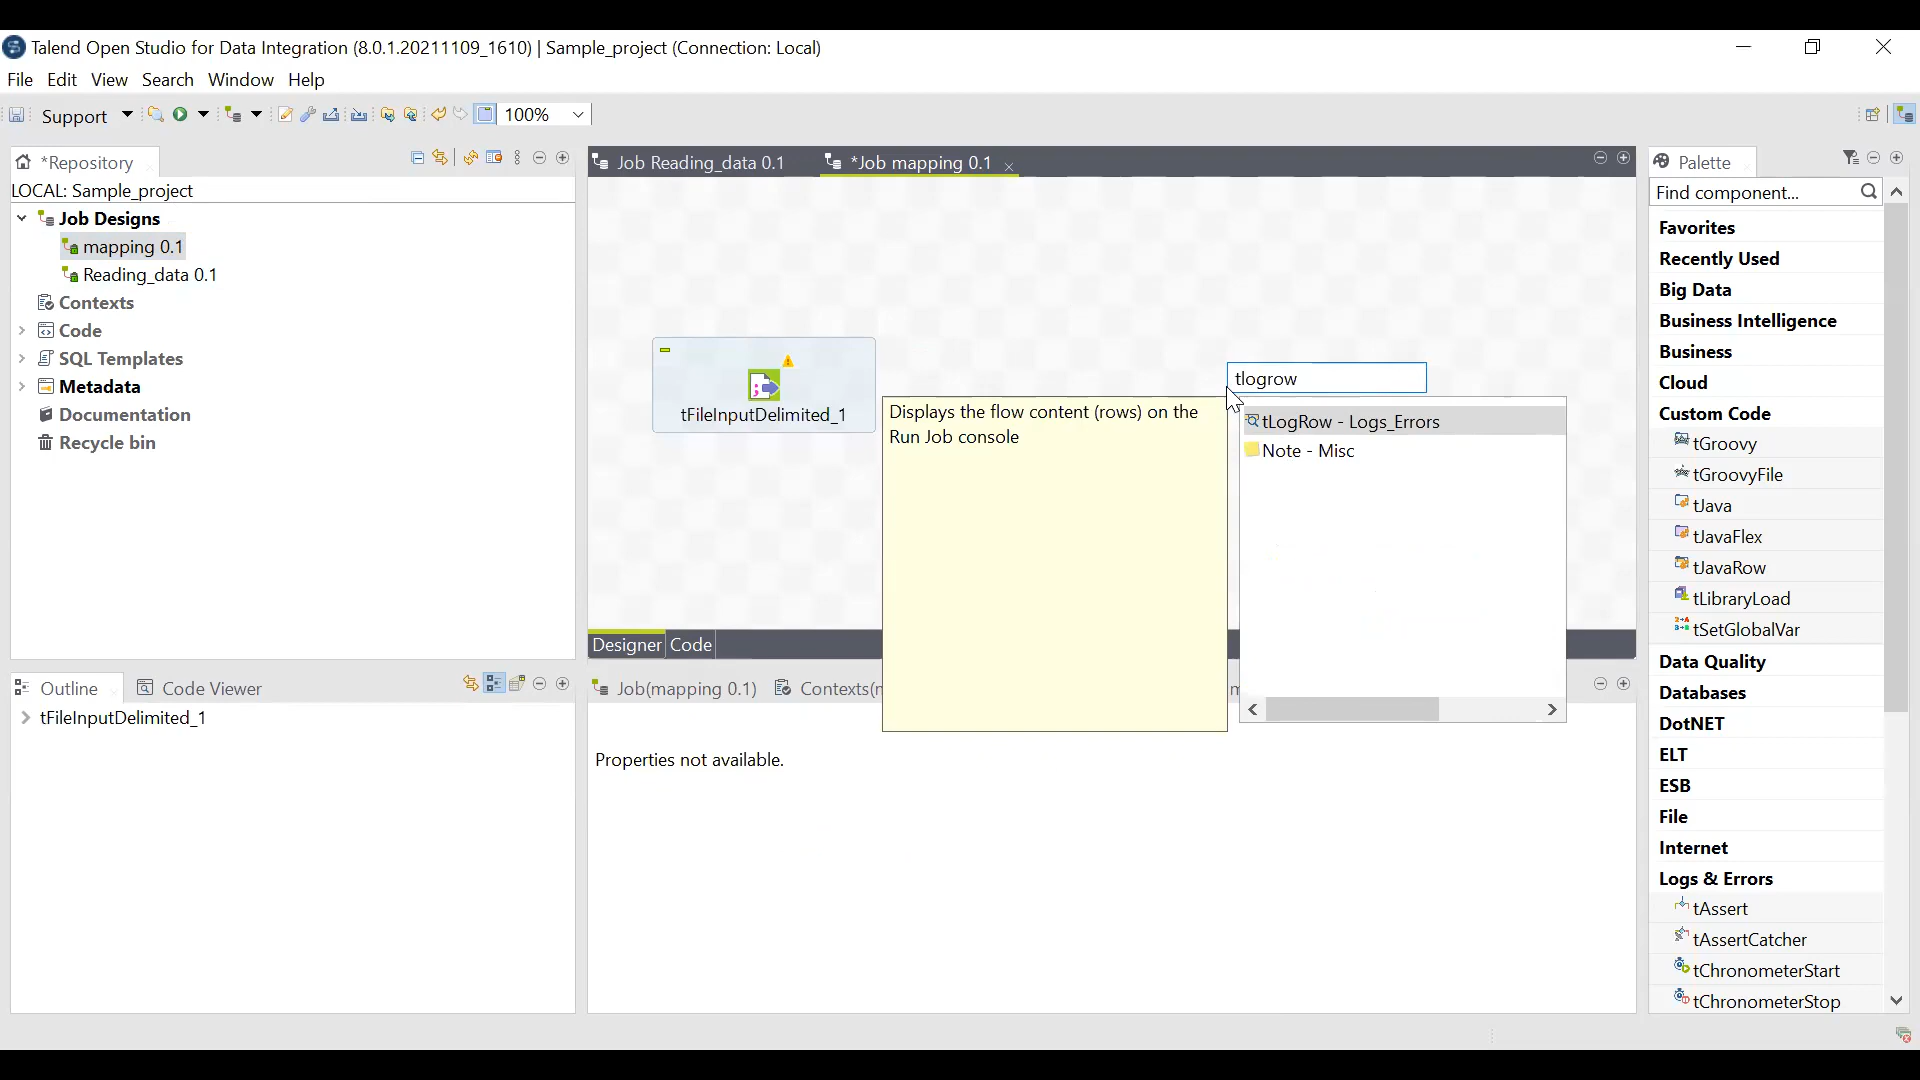 Talend Open Studio for Data Integration (8.0.1.20211109_1610) | Sample_project (Connection: Local)
File Edit View Search Window Help
Support 100%
*Repository
LOCAL: Sample_project
Job Designs
mapping 0.1
Reading_data 0.1
Contexts
Code
SQL Templates
Metadata
Documentation
Recycle bin
Outline Code Viewer
tFileInputDelimited_1
Job Reading_data 0.1 *Job mapping 0.1
tFileInputDelimited_1
tlogrow
Displays the flow content (rows) on the
Run Job console
tLogRow - Logs_Errors
Note - Misc
Designer Code
Job(mapping 0.1) Contexts(m
Properties not available.
Palette
Find component...
Favorites
Recently Used
Big Data
Business Intelligence
Business
Cloud
Custom Code
tGroovy
tGroovyFile
tJava
tJavaFlex
tJavaRow
tLibraryLoad
tSetGlobalVar
Data Quality
Databases
DotNET
ELT
ESB
File
Internet
Logs & Errors
tAssert
tAssertCatcher
tChronometerStart
tChronometerStop